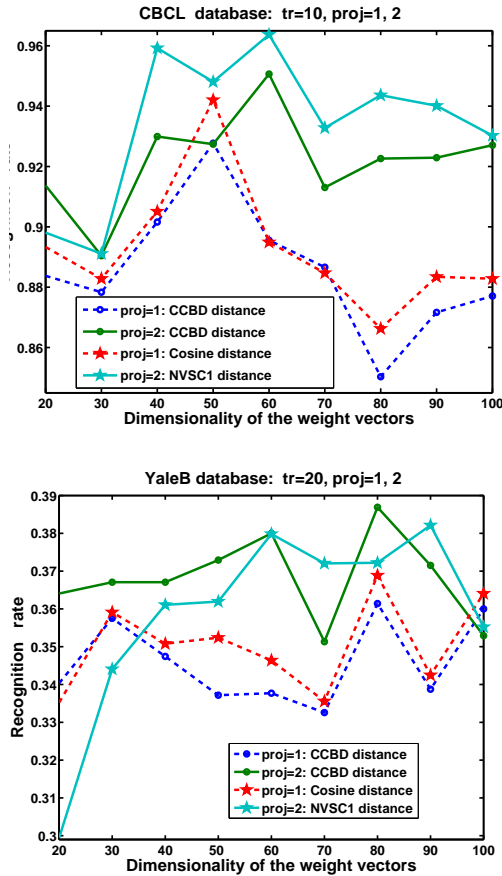 CBCL database: tr=10, proj=1, 2
0.96
0.94
0.92
0.9
0.88
0.86
proj=1: CCBD distance
proj=2: CCBD distance
proj=1: Cosine distance
proj=2: NVSC1 distance
20 30 40 50 60 70 80 90 100
Dimensionality of the weight vectors
YaleB database: tr=20, proj=1, 2
0.39
0.38
0.37
0.36
0.35
0.34
0.33
0.32
0.31
0.3
Recognition rate
proj=1: CCBD distance
proj=2: CCBD distance
proj=1: Cosine distance
proj=2: NVSC1 distance
20 30 40 50 60 70 80 90 100
Dimensionality of the weight vectors